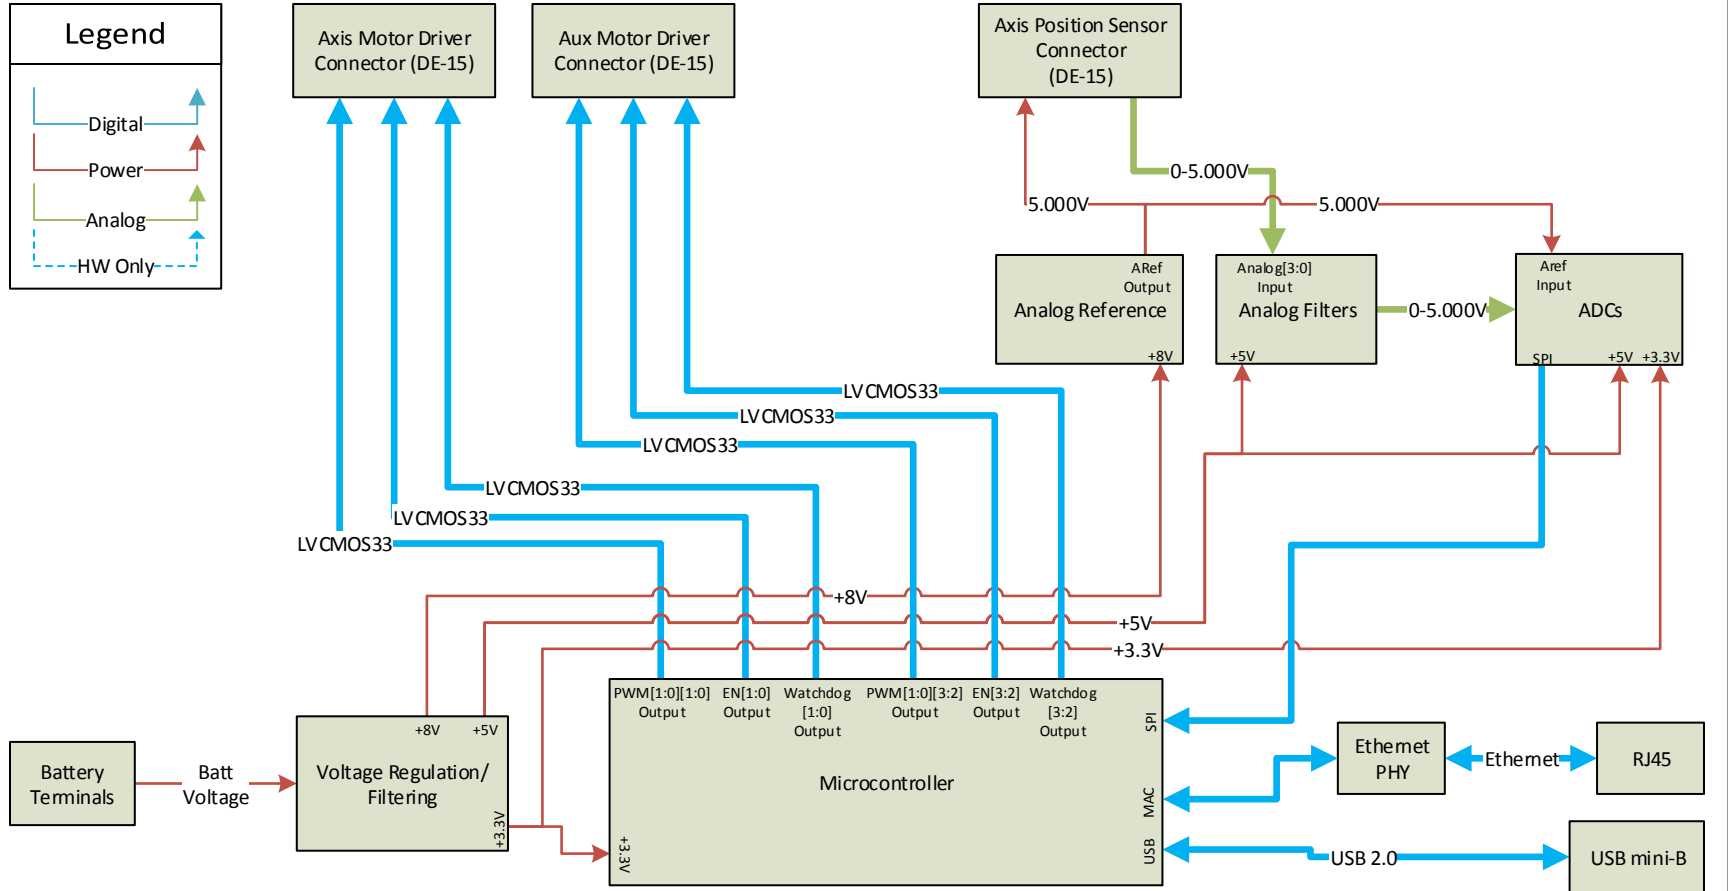 Legend
Digital
Power
Analog
HW Only
Axis Motor Driver
Connector (DE-15)
Aux Motor Driver
Connector (DE-15)
Axis Position Sensor
Connector
(DE-15)
0-5.000V
5.000V
5.000V
ARef
Output
Analog Reference
+8V
Analog[3:0]
Input
Analog Filters
+5V
0-5.000V
Aref
Input
ADCs
SPI
+5V
+3.3V
LVCMOS33
LVCMOS33
LVCMOS33
LVCMOS33
LVCMOS33
LVCMOS33
+8V
+5V
+3.3V
Battery
Terminals
Batt
Voltage
+8V
+5V
Voltage Regulation/
Filtering
+3.3V
PWM[1:0][1:0]
Output
EN[1:0]
Output
Watchdog
[1:0]
Output
PWM[1:0][3:2]
Output
EN[3:2]
Output
Watchdog
[3:2]
Output
Microcontroller
+3.3V
SPI
MAC
USB
Ethernet
PHY
Ethernet
RJ45
USB 2.0
USB mini-B